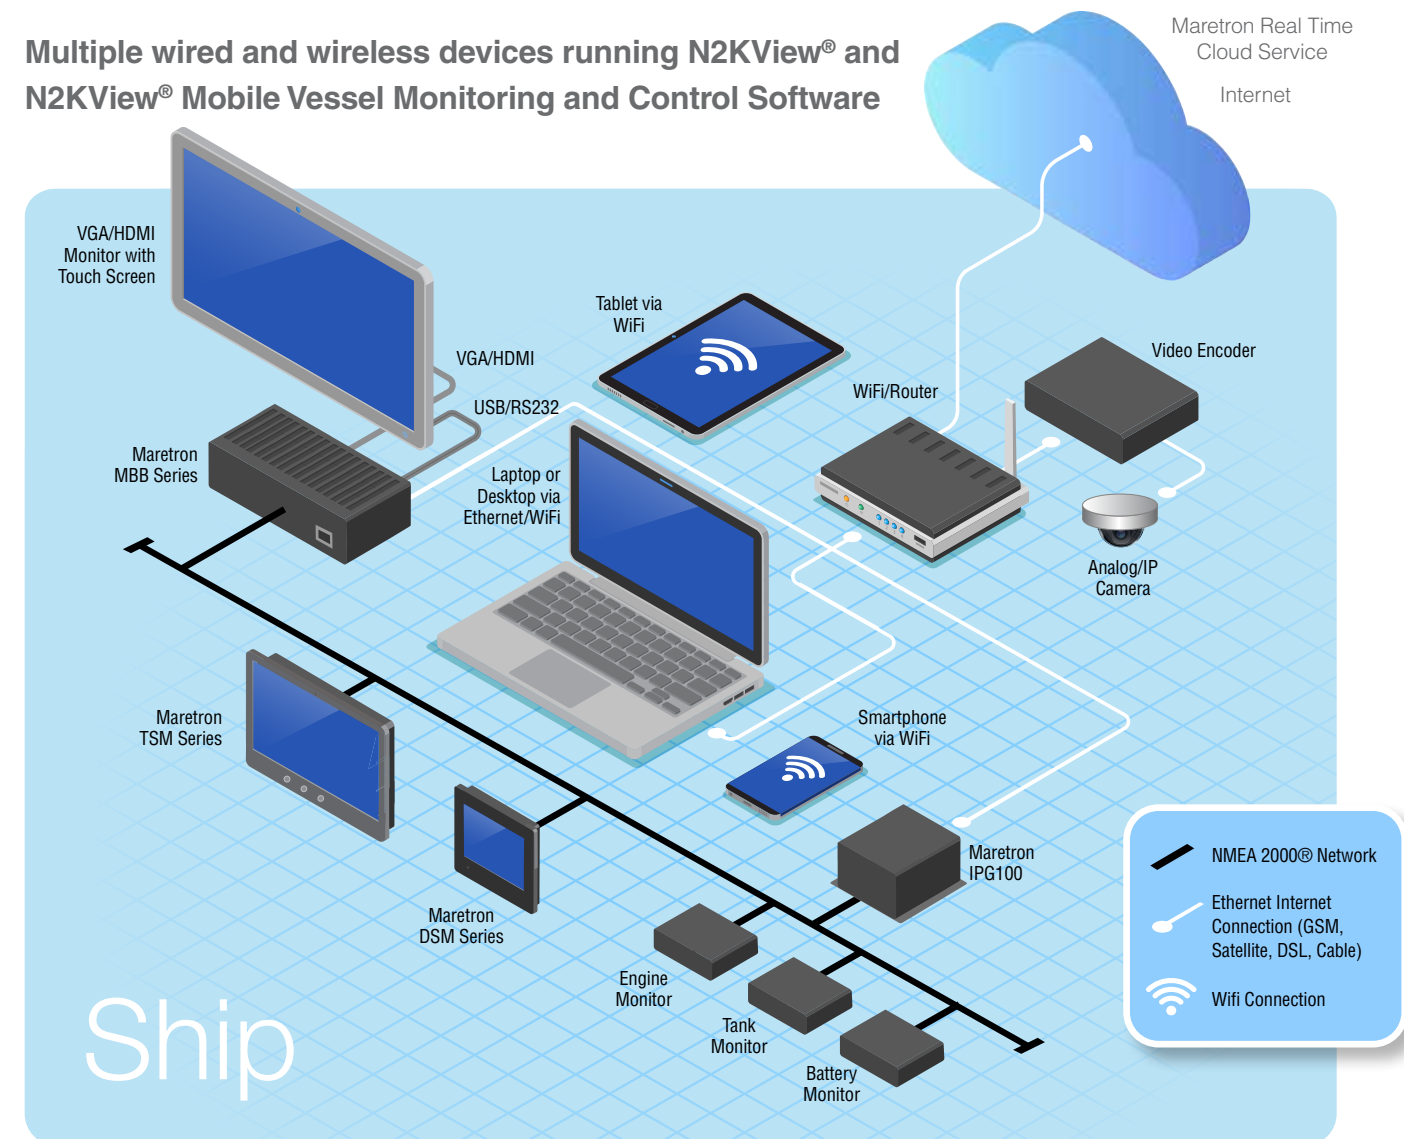 Multiple wired and wireless devices running N2KView® and
N2KView® Mobile Vessel Monitoring and Control Software
Maretron Real Time
Cloud Service
Internet
VGA/HDMI
Monitor with
Touch Screen
Tablet via
WiFi
VGA/HDMI
USB/RS232
WiFi/Router
Video Encoder
Maretron
MBB Series
Laptop or
Desktop via
Ethernet/WiFi
Analog/IP
Camera
Maretron
TSM Series
Smartphone
via WiFi
Maretron
DSM Series
Maretron
IPG100
Engine
Monitor
Tank
Monitor
Battery
Monitor
Ship
NMEA 2000® Network
Ethernet Internet
Connection (GSM,
Satellite, DSL, Cable)
Wifi Connection